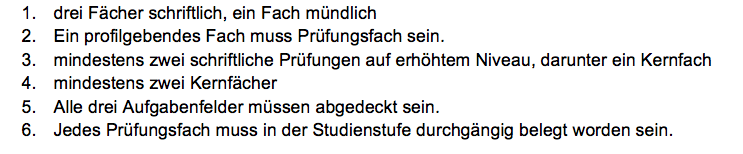 1. drei Fächer schriftlich, ein Fach mündlich
2. Ein profilgebendes Fach muss Prüfungsfach sein.
3. mindestens zwei schriftliche Prüfungen auf erhöhtem Niveau, darunter ein Kernfach
4. mindestens zwei Kernfächer
5. Alle drei Aufgabenfelder müssen abgedeckt sein.
6. Jedes Prüfungsfach muss in der Studienstufe durchgängig belegt worden sein.